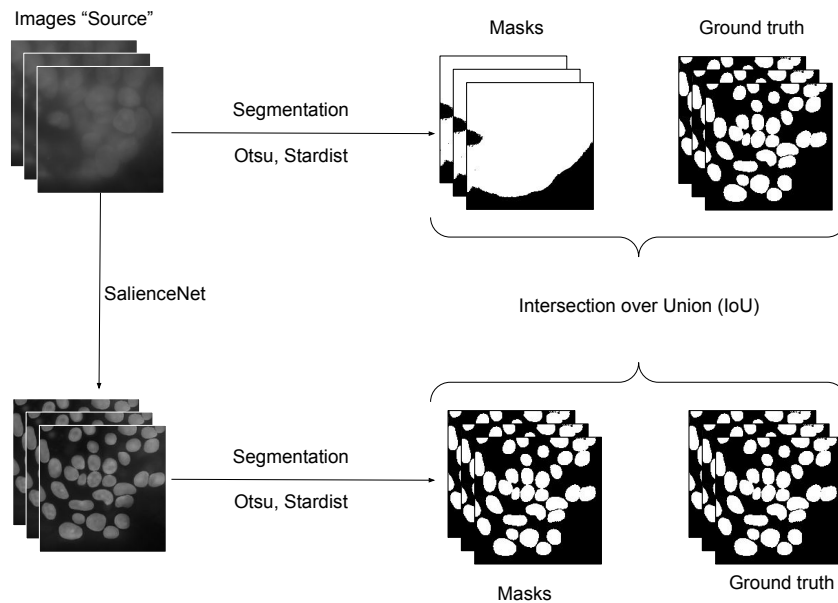 Images “Source”
Masks
Ground truth
Segmentation
Otsu, Stardist
SalienceNet
Intersection over Union (IoU)
Segmentation
Otsu, Stardist
Masks
Ground truth